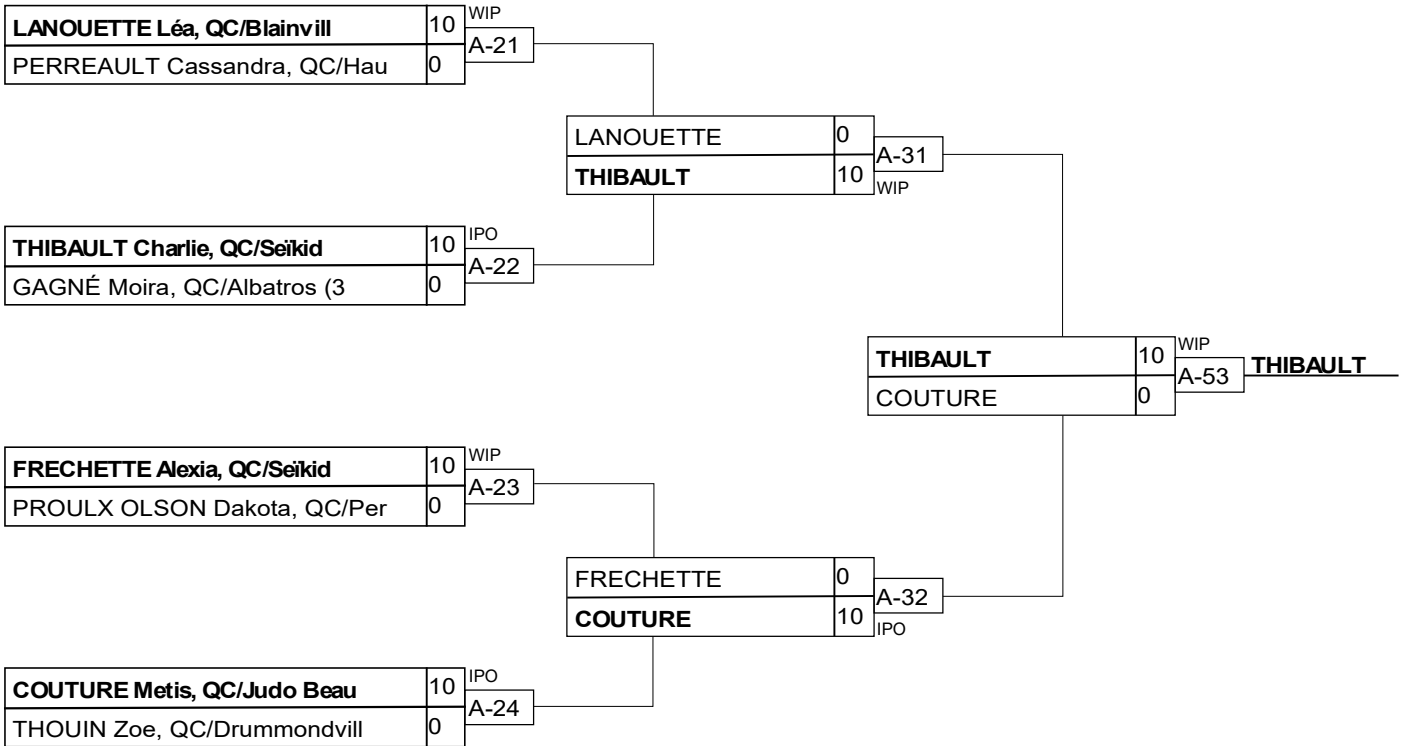 LANOUETTE Léa, QC/Blainvill 10 WIP
A-21
PERREAULT Cassandra, QC/Hau 0
LANOUETTE 0
A-31
THIBAULT 10 WIP
THIBAULT Charlie, QC/Seïkid 10 IPO
A-22
GAGNÉ Moira, QC/Albatros (3 0
THIBAULT 10 WIP
A-53 THIBAULT
COUTURE 0
FRECHETTE Alexia, QC/Seïkid 10 WIP
A-23
PROULX OLSON Dakota, QC/Per 0
FRECHETTE 0
A-32
COUTURE 10 IPO
COUTURE Metis, QC/Judo Beau 10 IPO
A-24
THOUIN Zoe, QC/Drummondvill 0